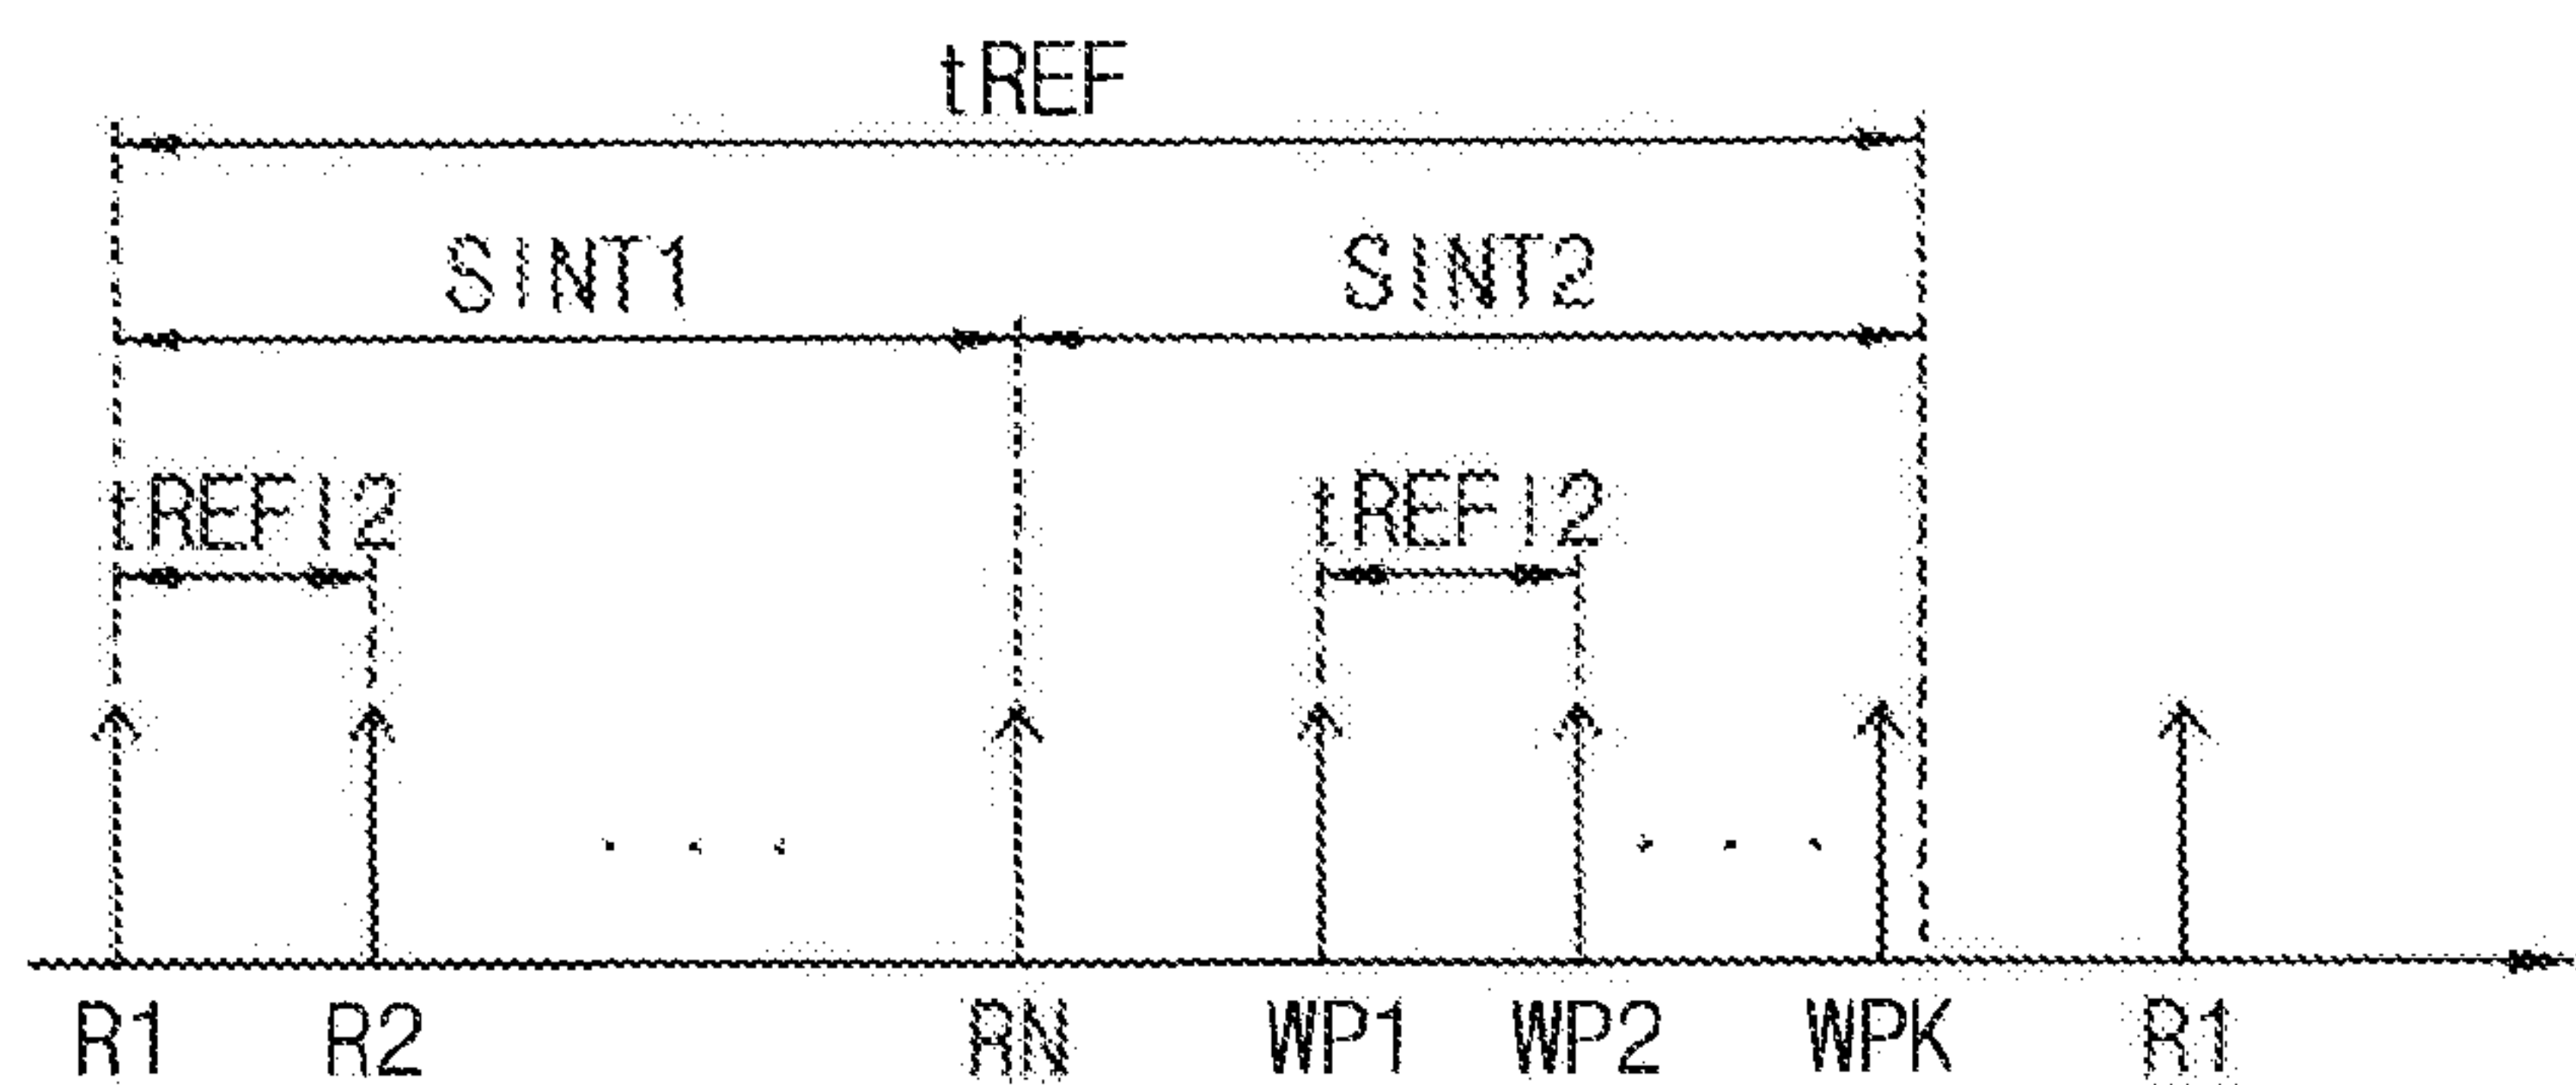 tREF
SINT1 SINT2
tREFI2 tREFI2
R1 R2 RN WP1 WP2 WPK R1